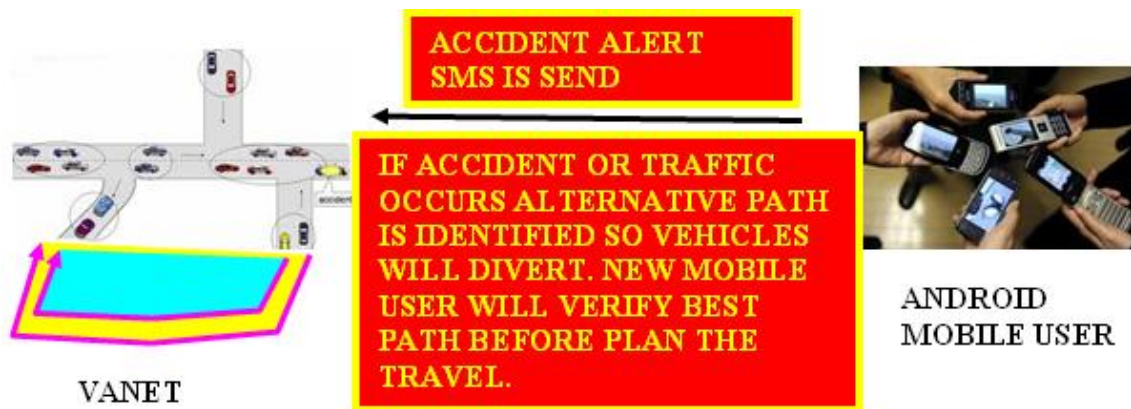 ACCIDENT ALERT
SMS IS SEND
IF ACCIDENT OR TRAFFIC
OCCURS ALTERNATIVE PATH
IS IDENTIFIED SO VEHICLES
WILL DIVERT. NEW MOBILE
USER WILL VERIFY BEST
PATH BEFORE PLAN THE
TRAVEL.
accident
VANET
ANDROID
MOBILE USER